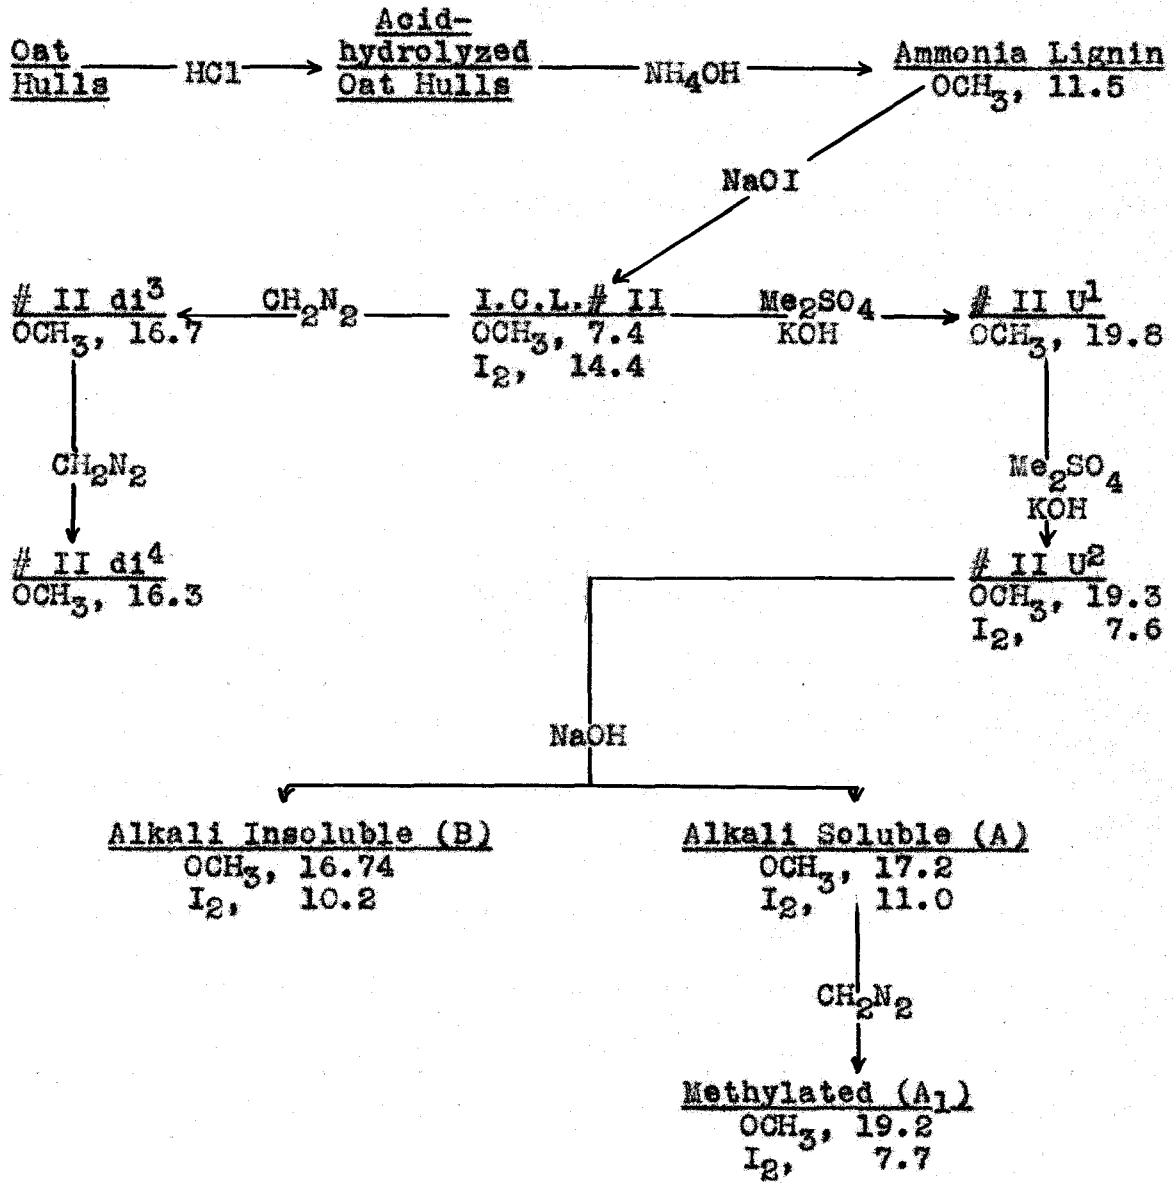 Acid-
Oat hydrolyzed Ammonia Lignin
Hulls HCl Oat Hulls NH4OH OCH3, 11.5
NaOI
# II di3 CH2N2 I.C.L.# II Me2SO4 # II U1
OCH3, 16.7 OCH3, 7.4 KOH OCH3, 19.8
I2, 14.4
CH2N2 Me2SO4
KOH
# II di4 # II U2
OCH3, 16.3 OCH3, 19.3
I2, 7.6
NaOH
Alkali Insoluble (B) Alkali Soluble (A)
OCH3, 16.74 OCH3, 17.2
I2, 10.2 I2, 11.0
CH2N2
Methylated (A1)
OCH3, 19.2
I2, 7.7